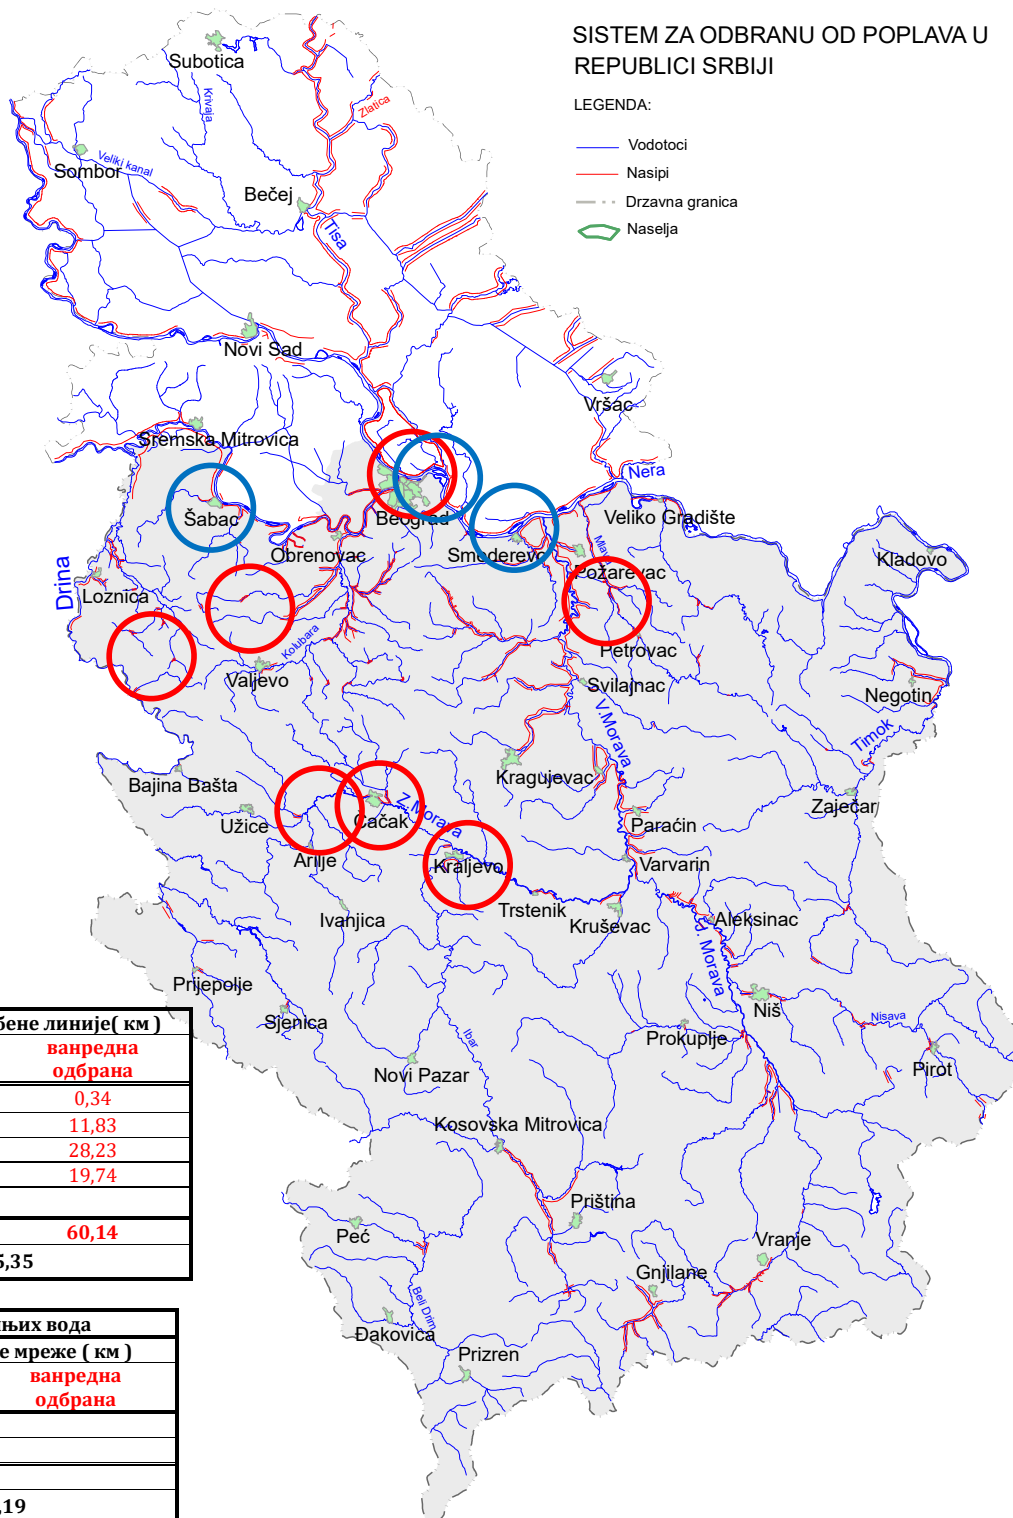 SISTEM ZA ODBRANU OD POPLAVA U
REPUBLICI SRBIJI
LEGENDA:
Vodotoci
Nasipi
Drzavna granica
Naselja
Subotica
Krivaja
Zlatica
Sombor
Veliki kanal
Bečej
Tisa
Novi Sad
Vršac
Sremska Mitrovica
Nera
Šabac
Beograd
Veliko Gradište
Obrenovac
Smederevo
Kladovo
Drina
Loznica
Požarevac
Petrovac
Kolubara
Valjevo
Svilajnac
Negotin
V.Morava
Timok
Bajina Bašta
Kragujevac
Zaječar
Užice
Čačak
Z.Morava
Paraćin
Arilje
Kraljevo
Varvarin
Ivanjica
Trstenik
Kruševac
Aleksinac
J. Morava
Prijepolje
Sjenica
Niš
Nisava
Ibar
Prokuplje
Pirot
Novi Pazar
Kosovska Mitrovica
Priština
Peć
Vranje
Gnjilane
Beli Drim
Đakovica
Prizren
бене линије( км )
ванредна
одбрана
0,34
11,83
28,23
19,74
60,14
5,35
њих вода
е мреже ( км )
ванредна
одбрана
,19